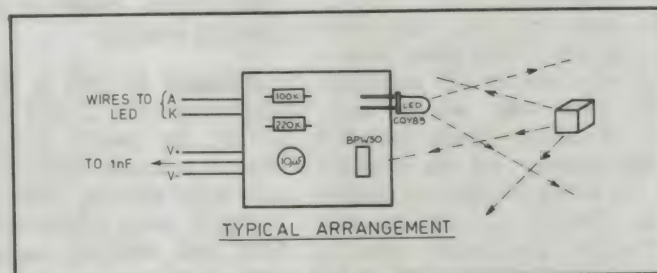 WIRES TO LED { A K
100K
220K
LED
CQY89
BPW50
10µF
V+
TO 1nF
V-
TYPICAL ARRANGEMENT